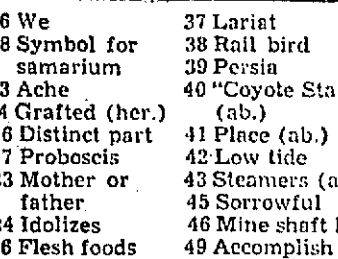 6 We
8 Symbol for
samarium
3 Ache
4 Grafted (her.)
6 Distinct part
7 Proboscis
3 Mother or
father
4 Idolizes
6 Flesh foods
37 Lariat
38 Rail bird
39 Persia
40 "Coyote Sta
(ab.)
41 Place (ab.)
42 Low tide
43 Steamers (a
45 Sorrowful
46 Mine shaft
49 Accomplish